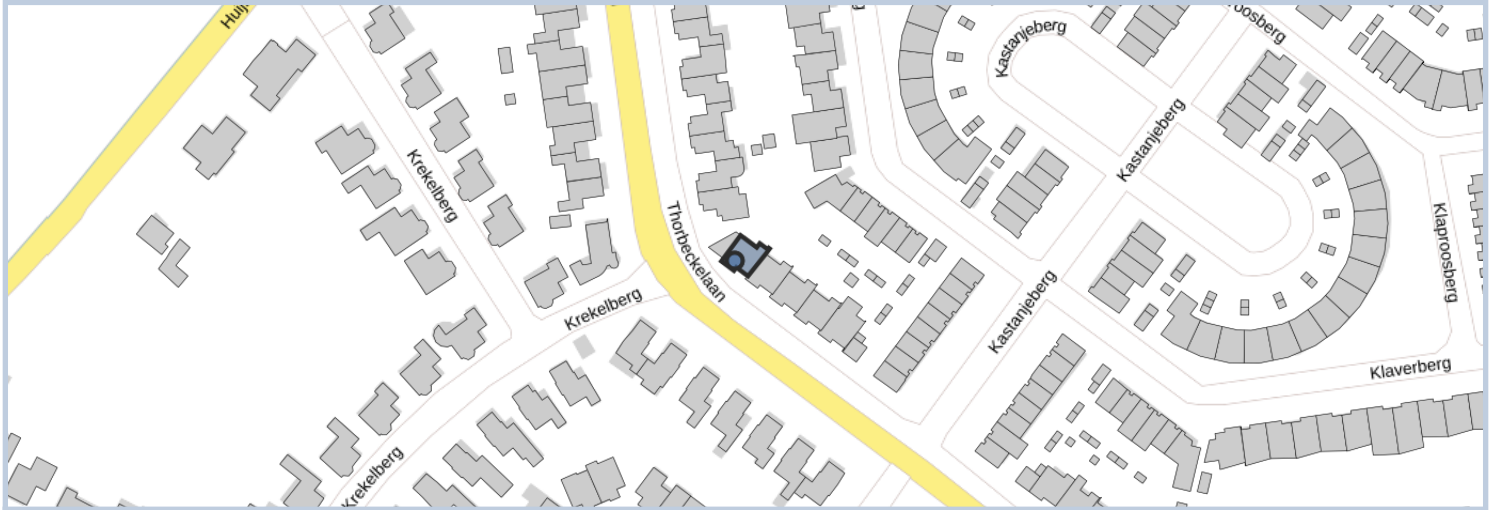 Kastanjeberg
Krekelberg
Kastanjeberg
Thorbeckelaan
Klaproosberg
Krekelberg
Kastanjeberg
Klaverberg
Krekelberg